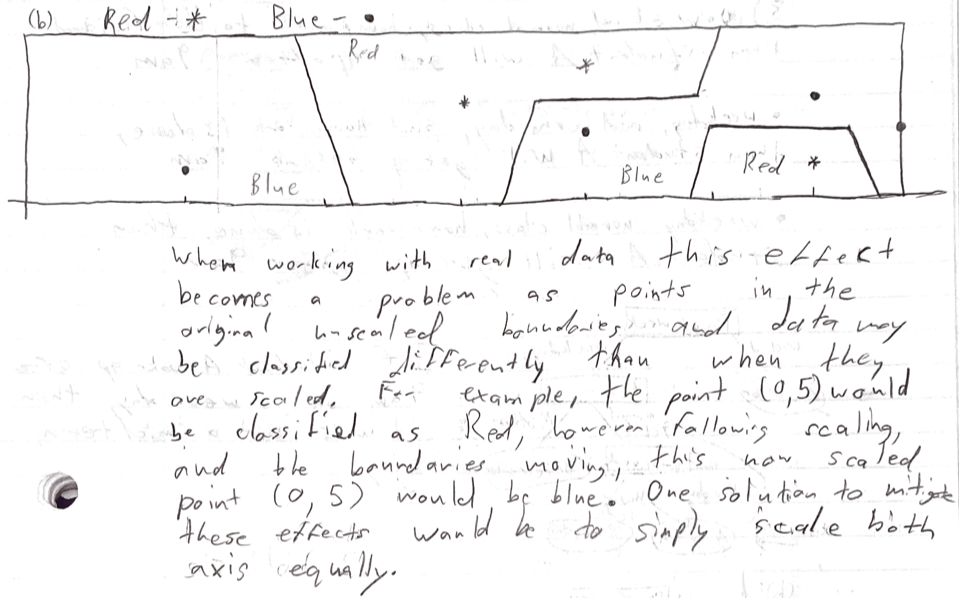 (b) Red - * Blue - •
Red
Blue
Blue
Red *
When working with real data this effect
becomes a problem as points in the
original unscaled boundaries and data may
be classified differently than when they
are scaled. For example, the point (0,5) would
be classified as Red, however following scaling,
and the boundaries moving, this now scaled
point (0,5) would be blue. One solution to mitigate
these effects would be to simply scale both
axis equally.